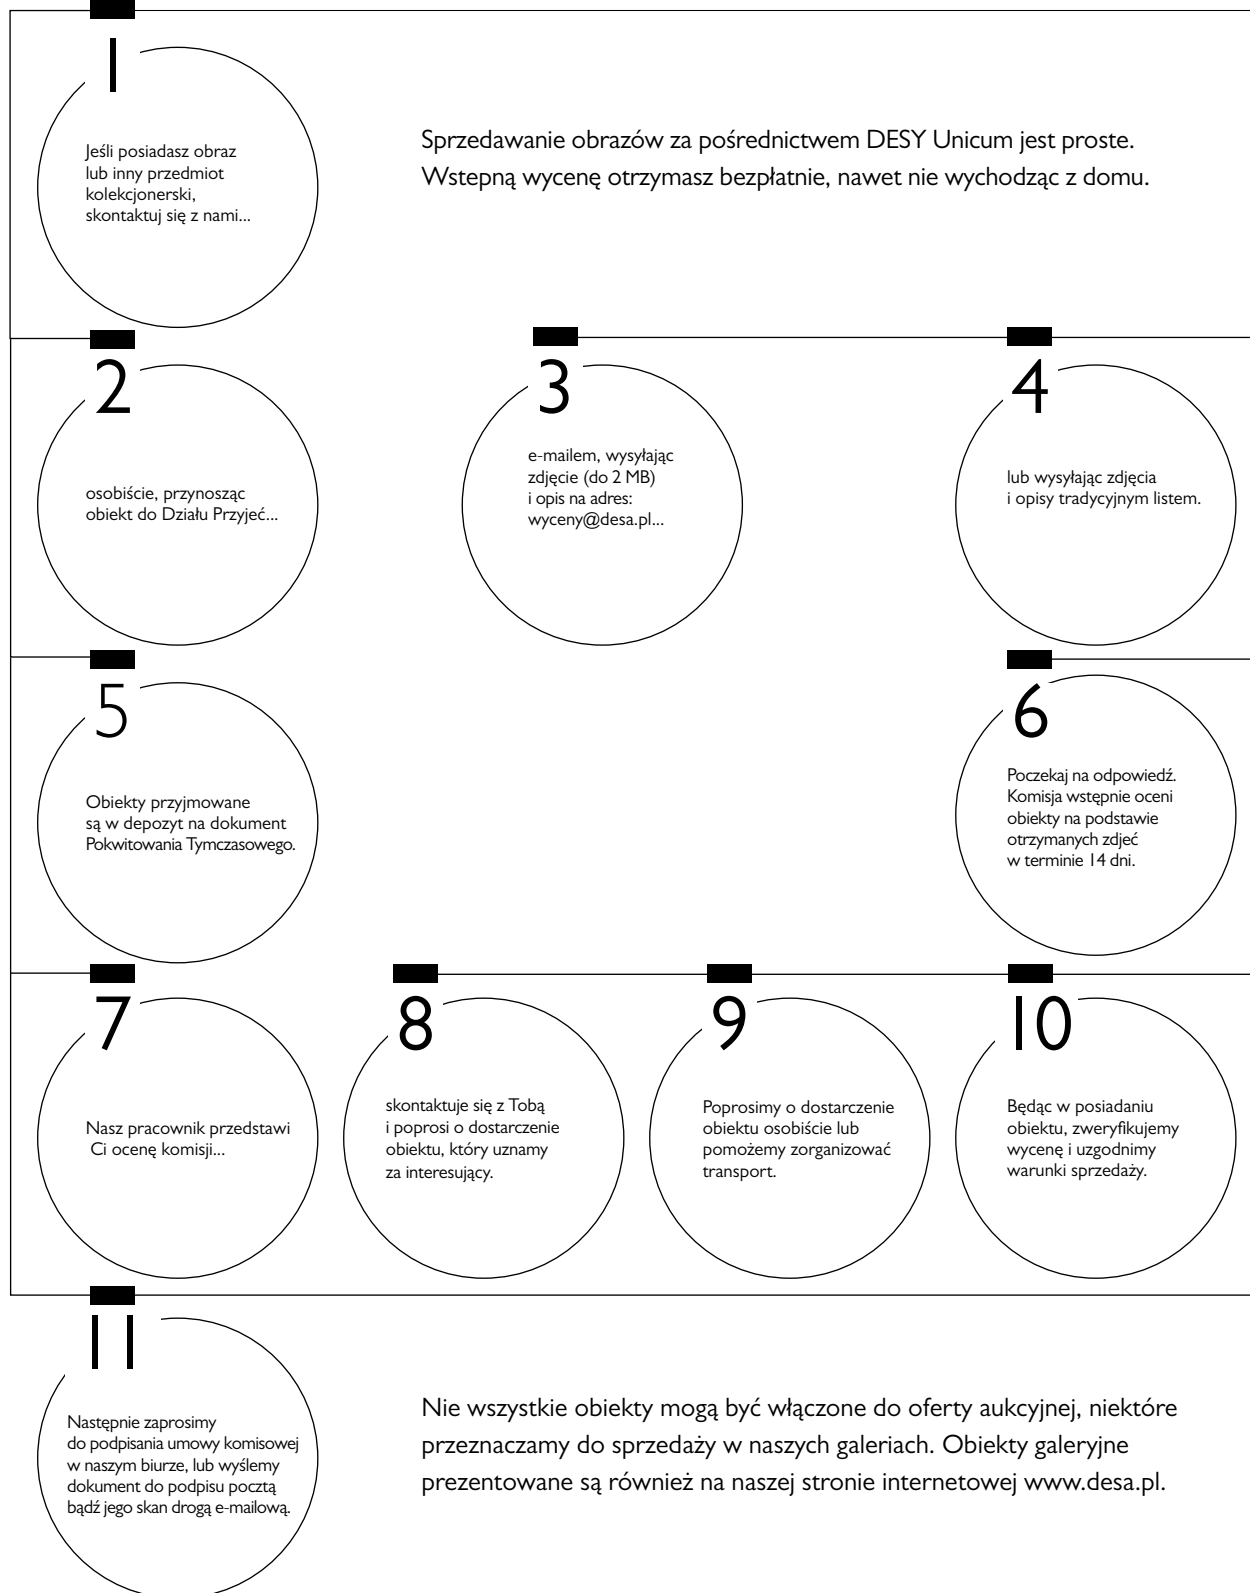 1
Jeśli posiadasz obraz
lub inny przedmiot
kolekcjonerski,
skontaktuj się z nami...
Sprzedawanie obrazów za pośrednictwem DESY Unicum jest proste.
Wstepną wycenę otrzymasz bezpłatnie, nawet nie wychodząc z domu.
2
osobiście, przynosząc
obiekt do Działu Przyjeć...
3
e-mailem, wysyłając
zdjęcie (do 2 MB)
i opis na adres:
wyceny@desa.pl...
4
lub wysyłając zdjęcia
i opisy tradycyjnym listem.
5
Obiekty przyjmowane
są w depozyt na dokument
Pokwitowania Tymczasowego.
6
Poczekaj na odpowiedź.
Komisja wstępnie oceni
obiekty na podstawie
otrzymanych zdjeć
w terminie 14 dni.
7
Nasz pracownik przedstawi
Ci ocenę komisji...
8
skontaktuje się z Tobą
i poprosi o dostarczenie
obiektu, który uznamy
za interesujący.
9
Poprosimy o dostarczenie
obiektu osobiście lub
pomożemy zorganizować
transport.
10
Będąc w posiadaniu
obiektu, zweryfikujemy
wycenę i uzgodnimy
warunki sprzedaży.
11
Następnie zaprosimy
do podpisania umowy komisowej
w naszym biurze, lub wyślemy
dokument do podpisu pocztą
bądź jego skan drogą e-mailową.
Nie wszystkie obiekty mogą być włączone do oferty aukcyjnej, niektóre
przeznaczamy do sprzedaży w naszych galeriach. Obiekty galeryjne
prezentowane są również na naszej stronie internetowej www.desa.pl.